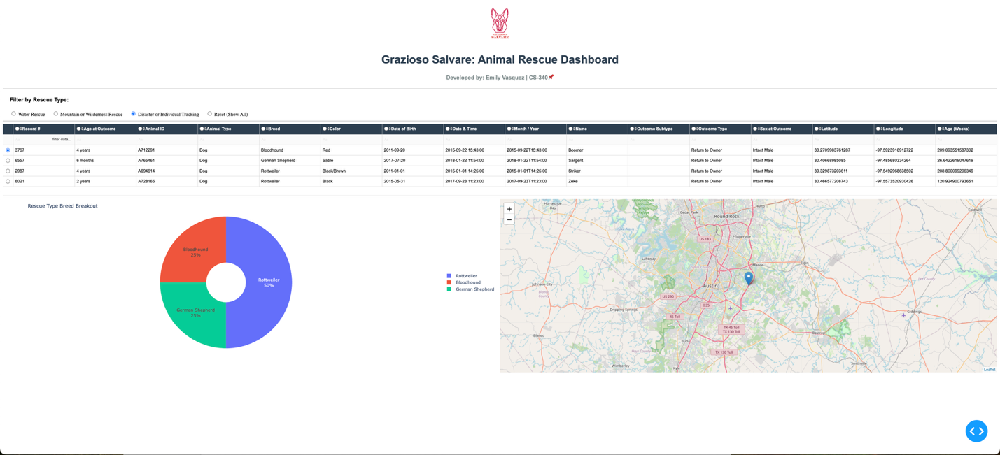 SALVARE
Grazioso Salvare: Animal Rescue Dashboard
Developed by: Emily Vasquez | CS-340
Filter by Rescue Type:
Water Rescue Mountain or Wilderness Rescue Disaster or Individual Tracking Reset (Show All)
Record # Age at Outcome Animal ID Animal Type Breed Color Date of Birth Date & Time Month / Year Name Outcome Subtype Outcome Type Sex at Outcome Latitude Longitude Age (Weeks)
filter data...
3767 4 years A712291 Dog Bloodhound Red 2011-09-20 2015-09-22 15:43:00 2015-09-22T15:43:00 Boomer Return to Owner Intact Male 30.2709983761287 -97.5923916912722 209.093551587302
6557 6 months A765461 Dog German Shepherd Sable 2017-07-20 2018-01-22 11:54:00 2018-01-22T11:54:00 Sargent Return to Owner Intact Male 30.40668985085 -97.485680334264 26.6422619047619
2987 4 years A694614 Dog Rottweiler Black/Brown 2011-01-01 2015-01-01 14:25:00 2015-01-01T14:25:00 Striker Return to Owner Intact Male 30.329873203611 -97.5492968638502 208.800099206349
6021 2 years A728165 Dog Rottweiler Black 2015-05-31 2017-09-23 11:23:00 2017-09-23T11:23:00 Zeke Return to Owner Intact Male 30.466577208743 -97.5573520930426 120.924900793651
Rescue Type Breed Breakout
Bloodhound
25%
Rottweiler
50%
German Shepherd
25%
Rottweiler
Bloodhound
German Shepherd
+
−
Horseshoe
Bay
Cedar Park
Hutto
Caldwell
Round Rock
US 183
Pflugerville
Lakeway
Manor
Elgin
Johnson City
Austin
US 290
I 35
Dripping Springs
Giddings
45 Toll
TX 45 Toll
TX 130 Toll
Bastrop
Blanco
Buda
TX 130 Toll
Wimberley
Kyle
Smithville
Leaflet